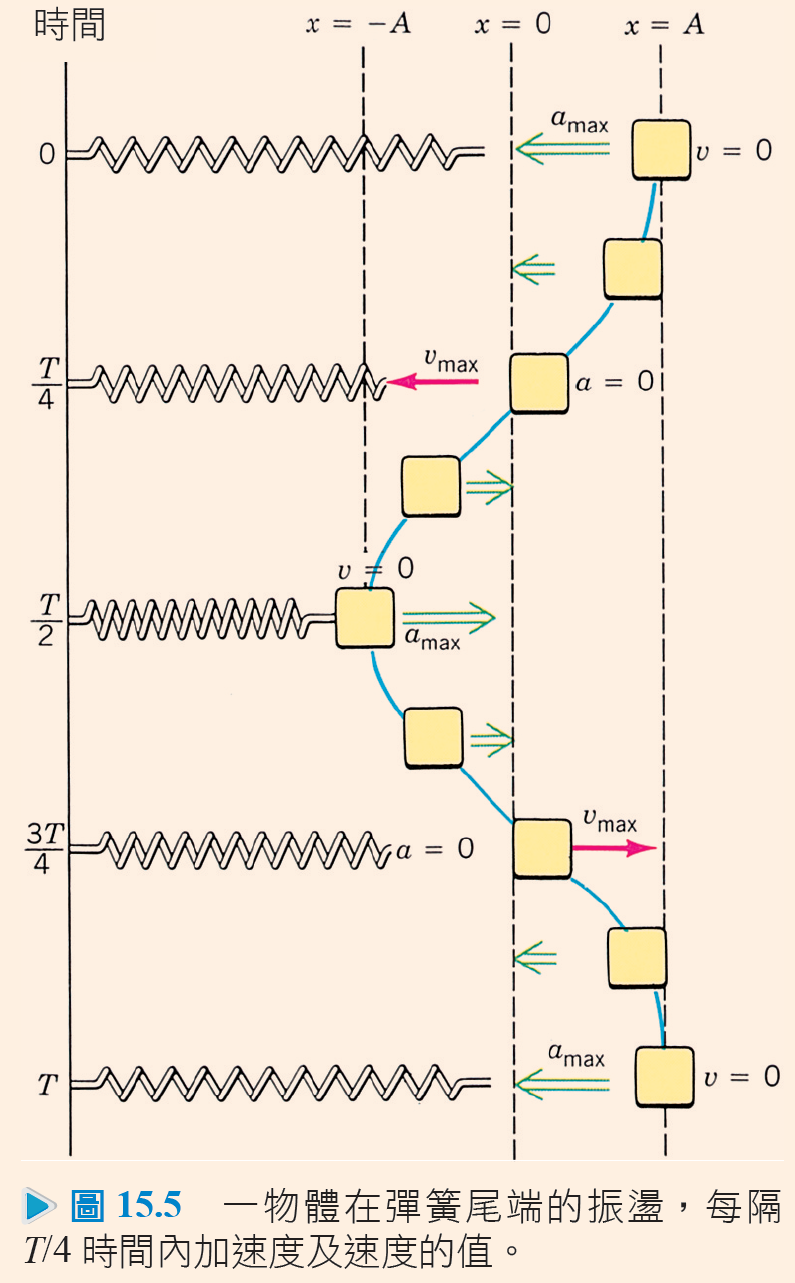 時間
x = −A
x = 0
x = A
0
a_max
v = 0
T/4
v_max
a = 0
v = 0
T/2
a_max
3T/4
a = 0
v_max
T
a_max
v = 0
圖 15.5 一物體在彈簧尾端的振盪，每隔
T/4 時間內加速度及速度的值。